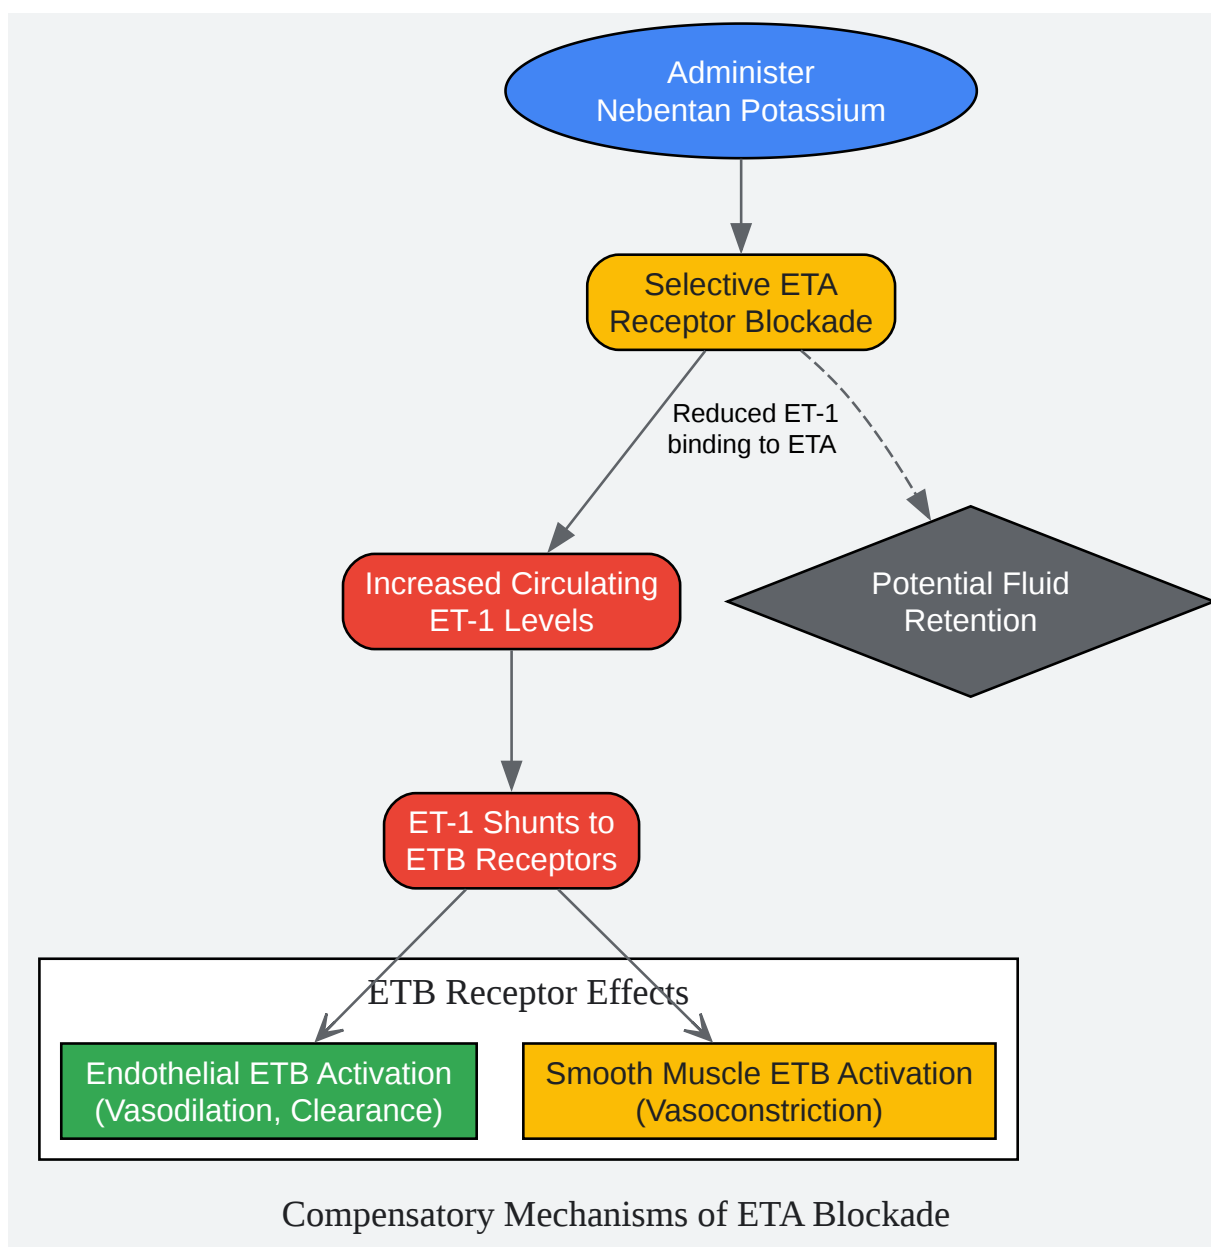 Administer
Nebentan Potassium
Selective ETA
Receptor Blockade
Reduced ET-1
binding to ETA
Increased Circulating
ET-1 Levels
Potential Fluid
Retention
ET-1 Shunts to
ETB Receptors
ETB Receptor Effects
Endothelial ETB Activation
(Vasodilation, Clearance)
Smooth Muscle ETB Activation
(Vasoconstriction)
Compensatory Mechanisms of ETA Blockade